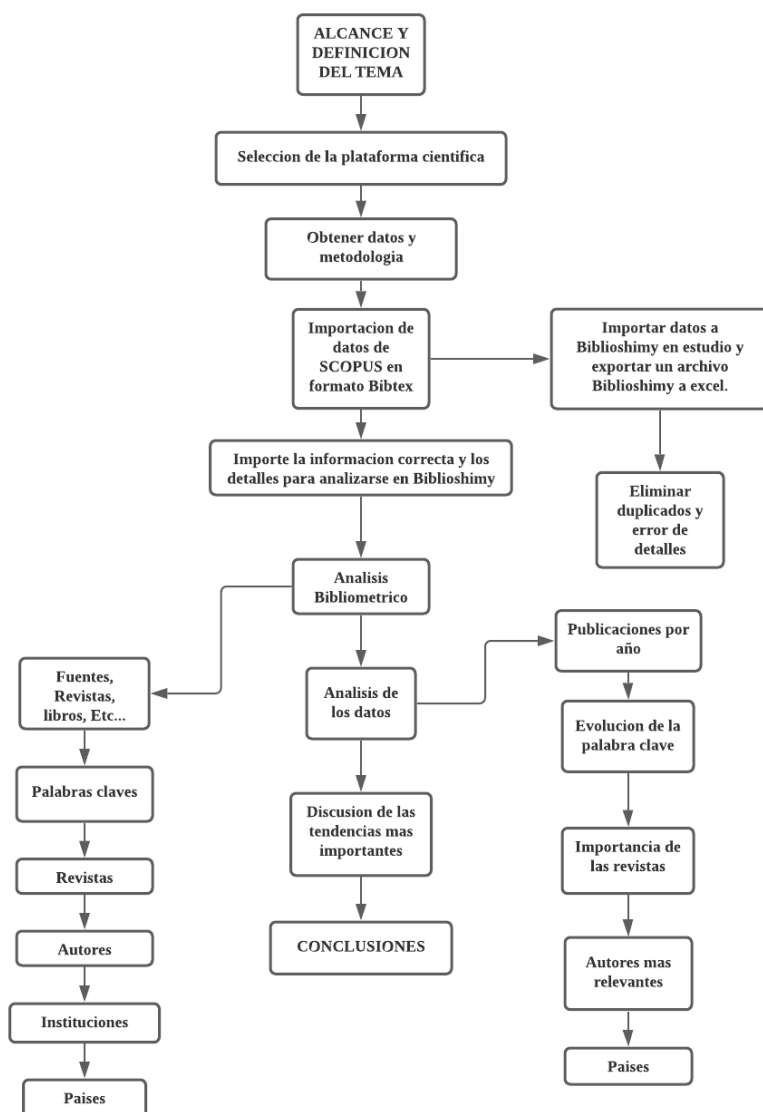 ALCANCE Y
DEFINICION
DEL TEMA
Seleccion de la plataforma cientifica
Obtener datos y
metodologia
Importacion de
datos de
SCOPUS en
formato Bibtex
Importar datos a
Biblioshimy en estudio y
exportar un archivo
Biblioshimy a excel.
Importe la informacion correcta y los
detalles para analizarse en Biblioshimy
Eliminar
duplicados y
error de
detalles
Analisis
Bibliometrico
Fuentes,
Revistas,
libros, Etc...
Palabras claves
Revistas
Autores
Instituciones
Paises
Analisis de
los datos
Discusion de las
tendencias mas
importantes
CONCLUSIONES
Publicaciones por
año
Evolucion de la
palabra clave
Importancia de
las revistas
Autores mas
relevantes
Paises